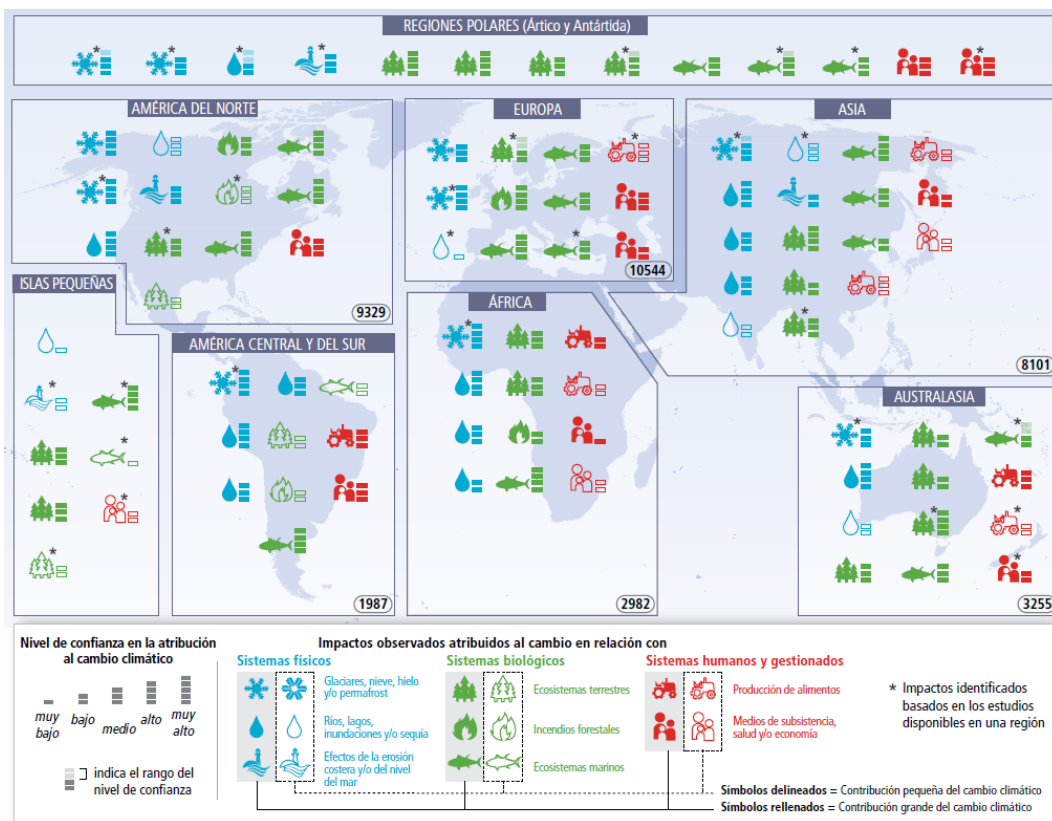 REGIONES POLARES (Ártico y Antártida)
* * * * * * * *
AMÉRICA DEL NORTE
* * *
9329
EUROPA
* * * * * *
10544
ASIA
* * * * * *
8101
ISLAS PEQUEÑAS
* * * * *
AMÉRICA CENTRAL Y DEL SUR
*
1987
ÁFRICA
*
2982
AUSTRALASIA
* * * * *
3255
Nivel de confianza en la atribución
al cambio climático
muy
bajo
bajo
medio
alto
muy
alto
indica el rango del
nivel de confianza
Impactos observados atribuidos al cambio en relación con
Sistemas físicos
Glaciares, nieve, hielo
y/o permafrost
Ríos, lagos,
inundaciones y/o sequía
Efectos de la erosión
costera y/o del nivel
del mar
Sistemas biológicos
Ecosistemas terrestres
Incendios forestales
Ecosistemas marinos
Sistemas humanos y gestionados
Producción de alimentos
Medios de subsistencia,
salud y/o economía
* Impactos identificados
basados en los estudios
disponibles en una región
Símbolos delineados = Contribución pequeña del cambio climático
Símbolos rellenados = Contribución grande del cambio climático